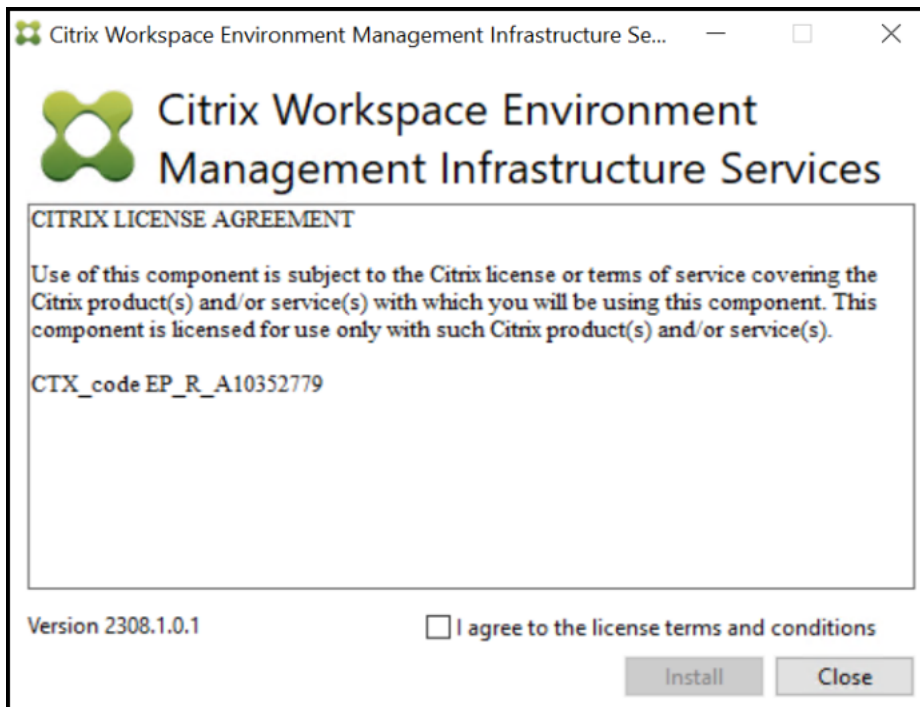 Citrix Workspace Environment Management Infrastructure Se...
Citrix Workspace Environment
Management Infrastructure Services
CITRIX LICENSE AGREEMENT
Use of this component is subject to the Citrix license or terms of service covering the
Citrix product(s) and/or service(s) with which you will be using this component. This
component is licensed for use only with such Citrix product(s) and/or service(s).
CTX_code EP_R_A10352779
Version 2308.1.0.1
I agree to the license terms and conditions
Install
Close